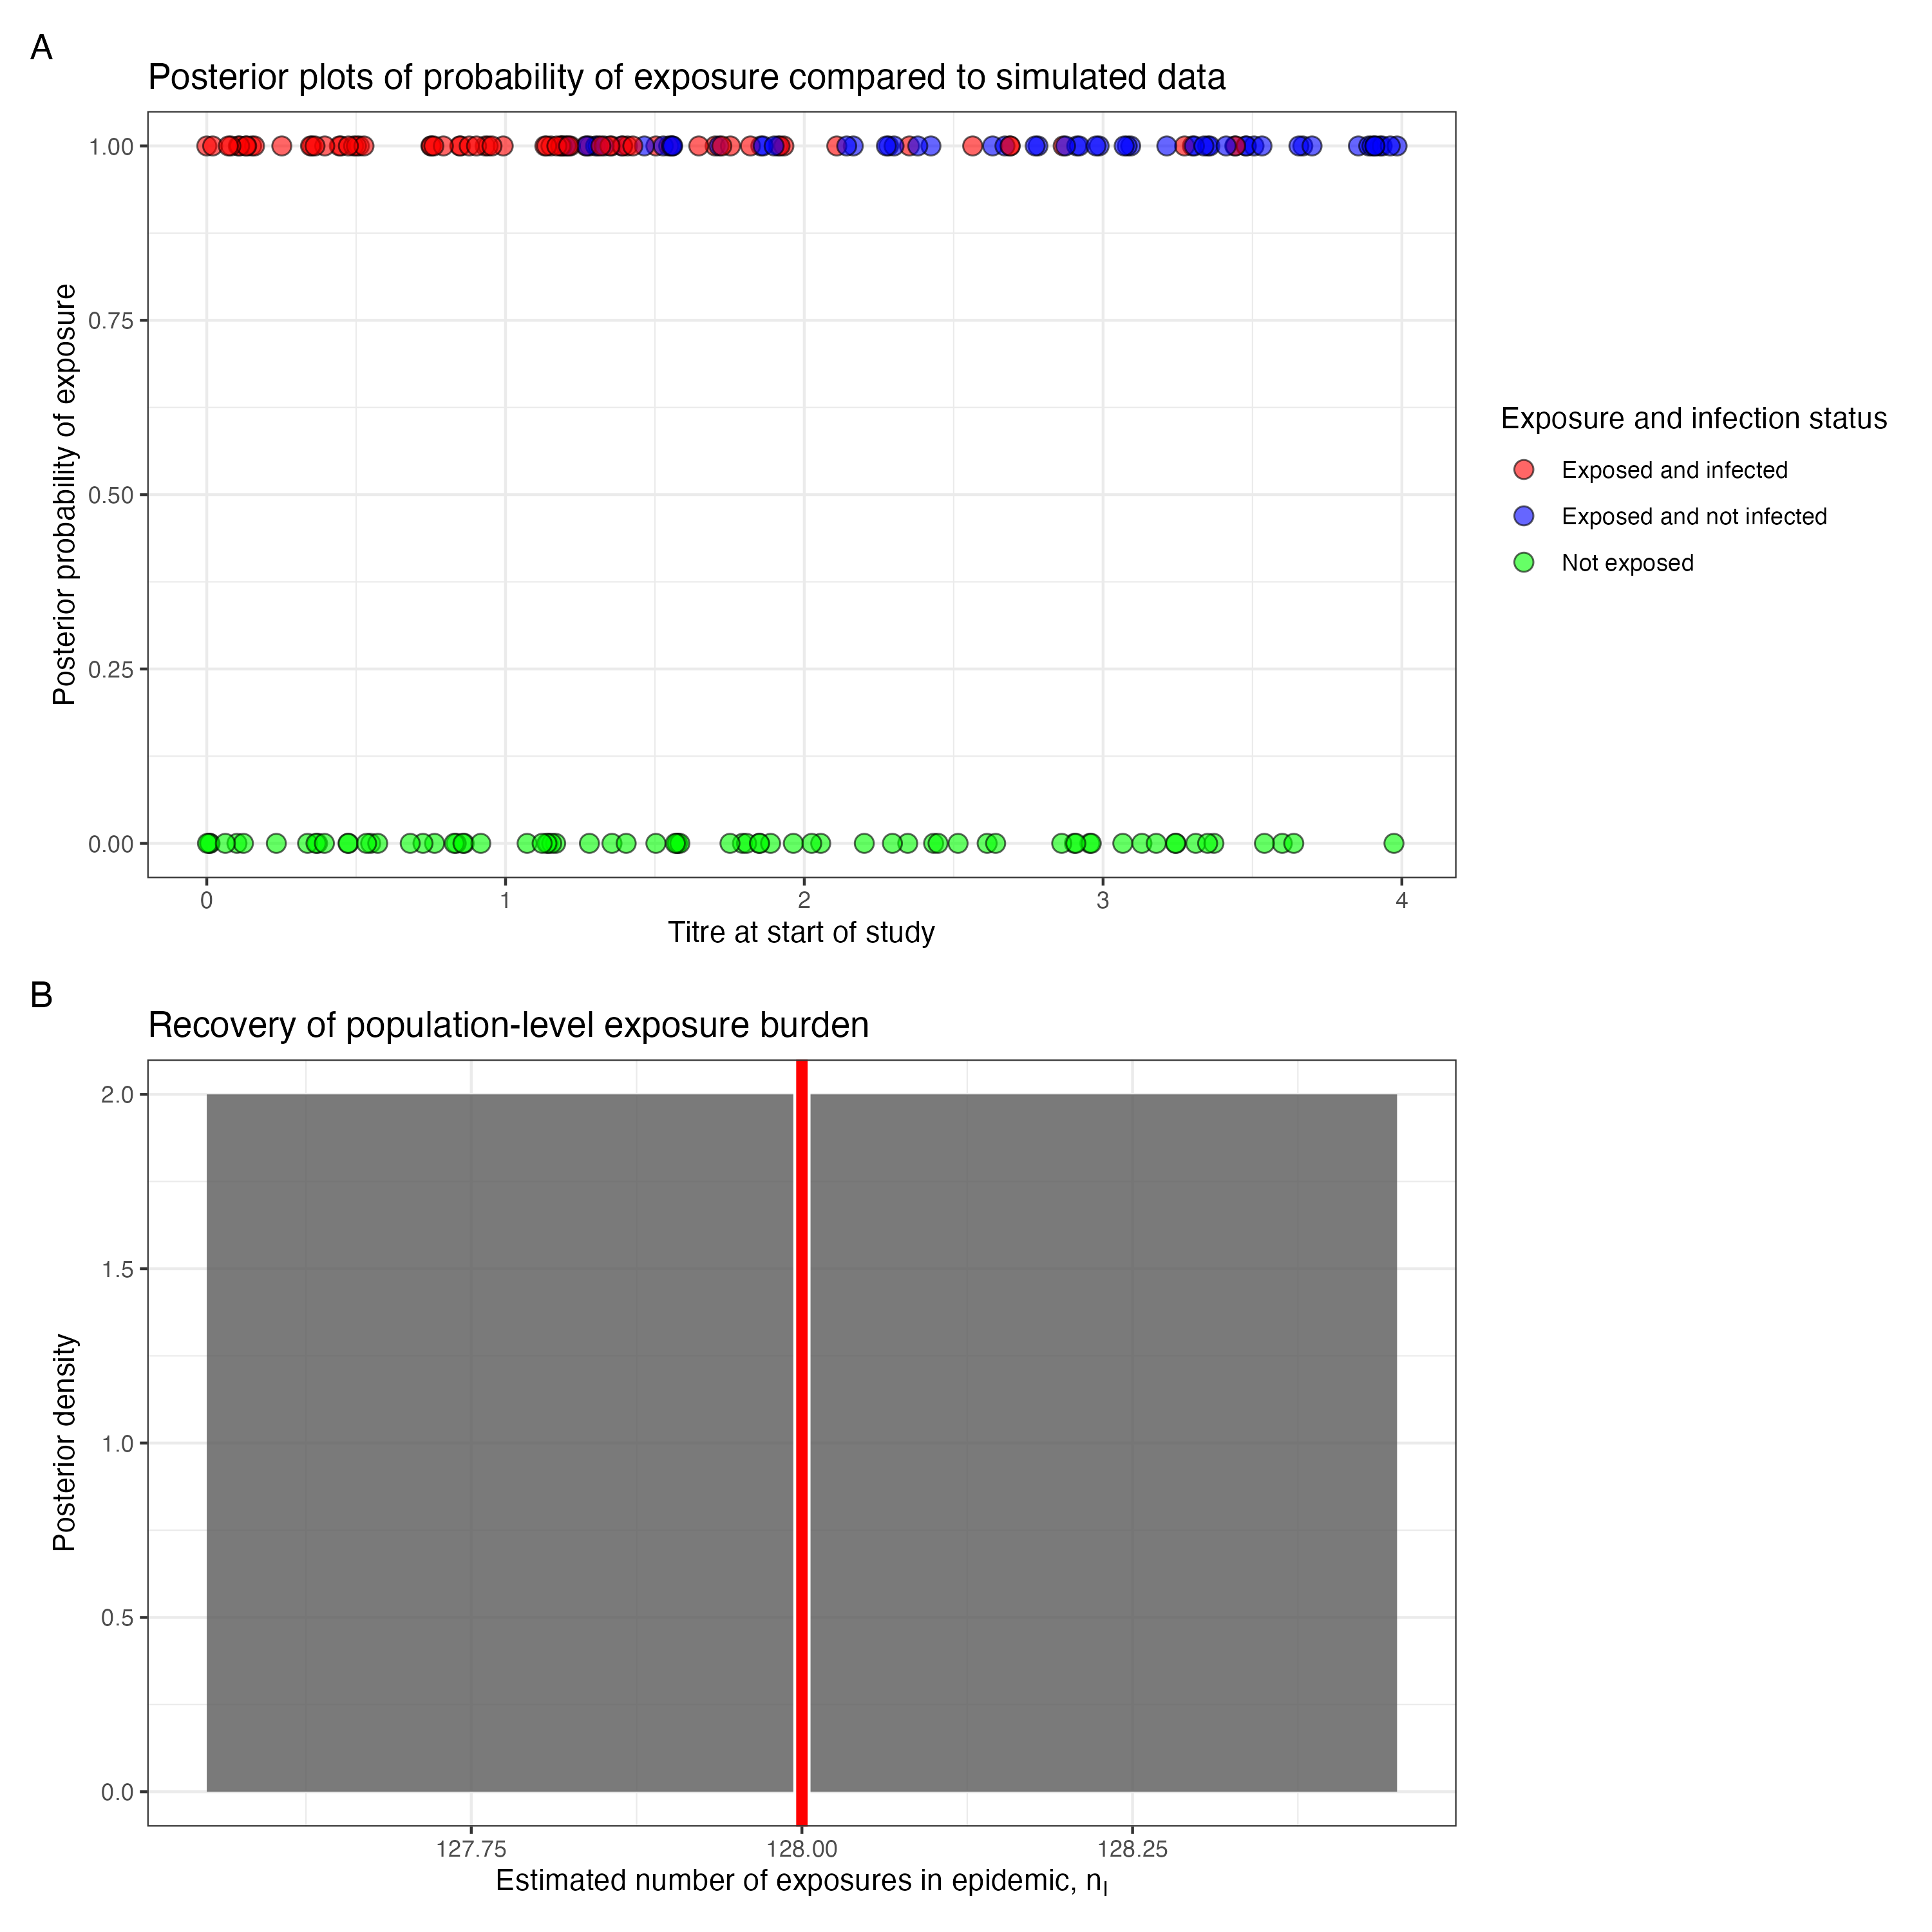 A
Posterior plots of probability of exposure compared to simulated data
Posterior probability of exposure
1.00
0.75
0.50
0.25
0.00
0 1 2 3 4
Titre at start of study
Exposure and infection status
Exposed and infected
Exposed and not infected
Not exposed
B
Recovery of population-level exposure burden
Posterior density
2.0
1.5
1.0
0.5
0.0
127.75 128.00 128.25
Estimated number of exposures in epidemic, nI